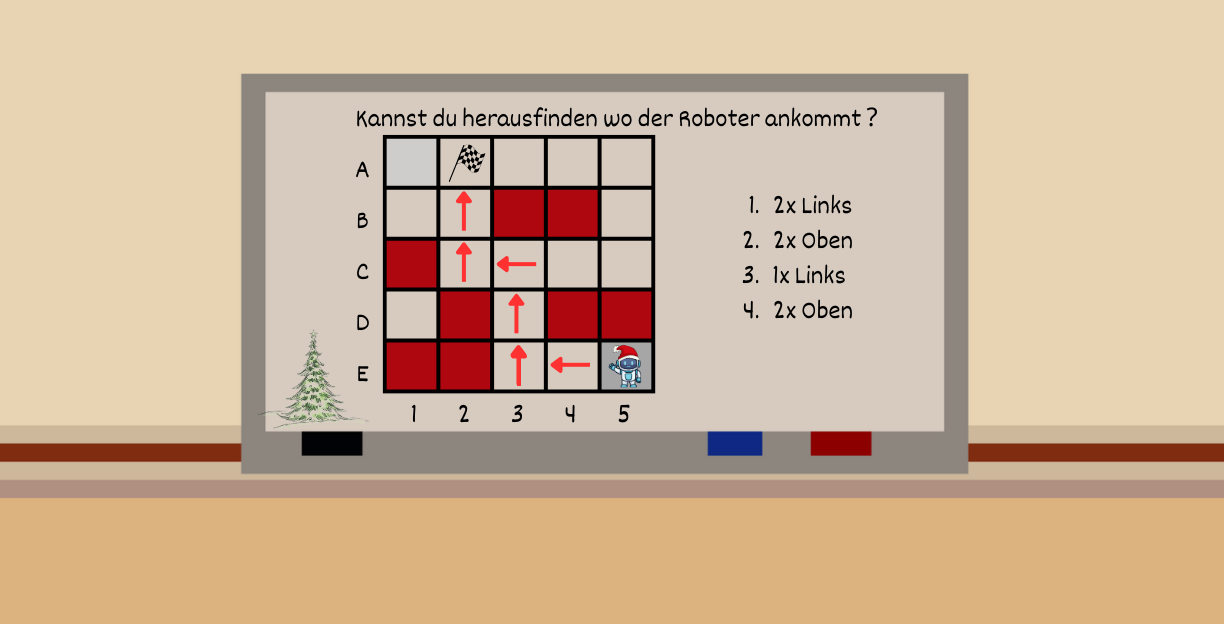 Kannst du herausfinden wo der Roboter ankommt ?
A
B
C
D
E
1 2 3 4 5
1. 2x Links
2. 2x Oben
3. 1x Links
4. 2x Oben